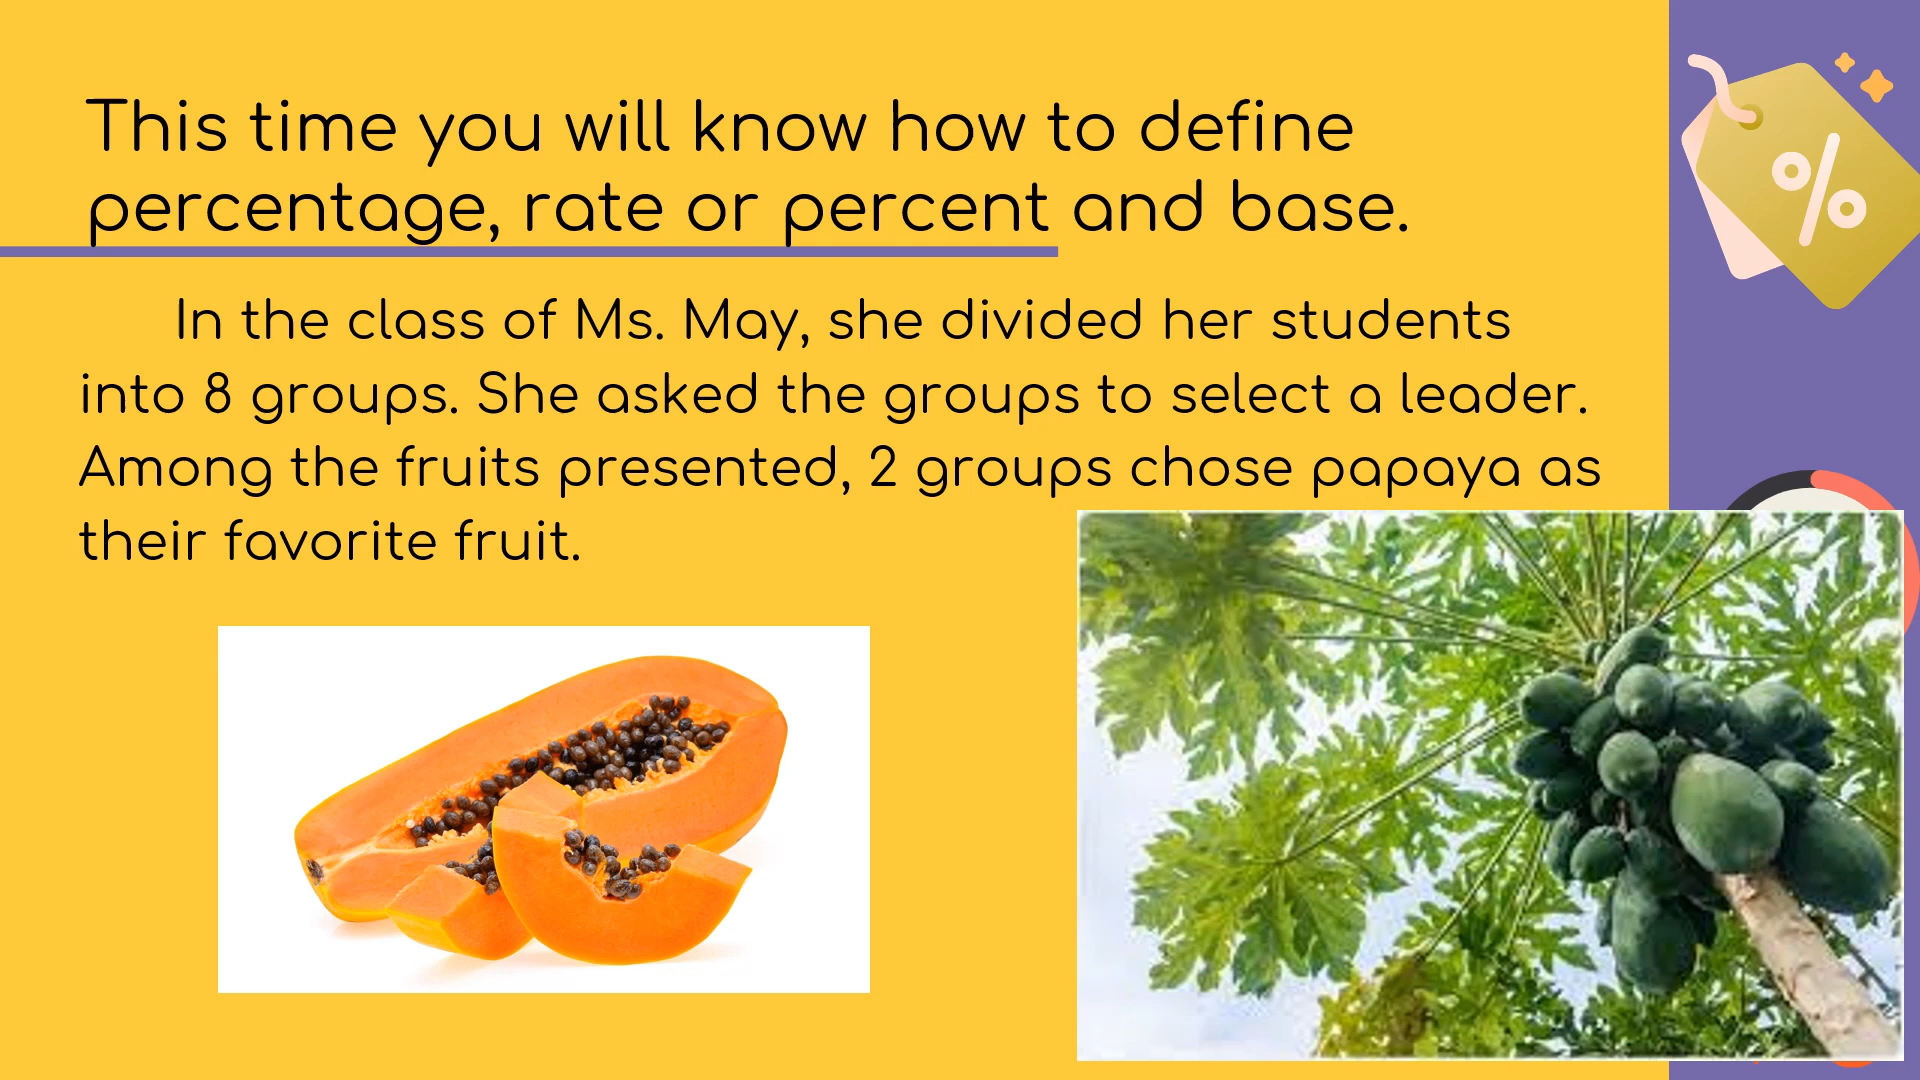 This time you will know how to define
percentage, rate or percent and base.
In the class of Ms. May, she divided her students
into 8 groups. She asked the groups to select a leader.
Among the fruits presented, 2 groups chose papaya as
their favorite fruit.
%